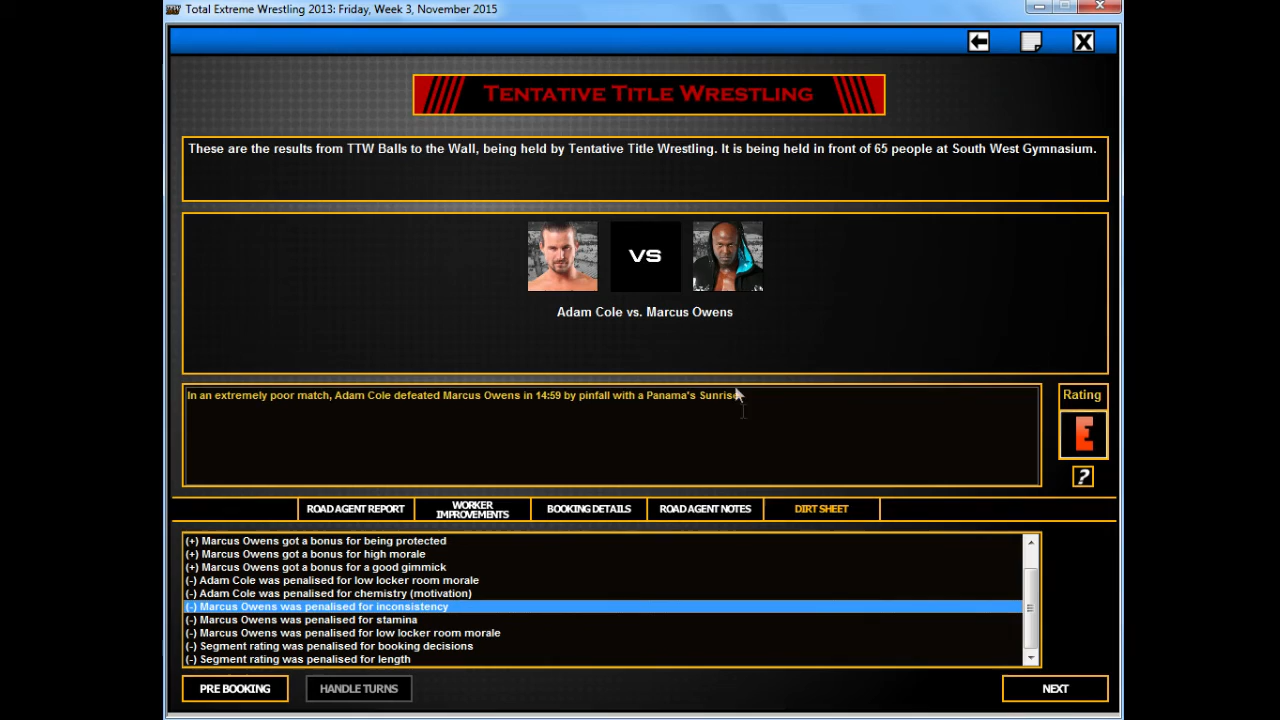 Total Extreme Wrestling 2013: Friday, Week 3, November 2015
TENTATIVE TITLE WRESTLING
These are the results from TTW Balls to the Wall, being held by Tentative Title Wrestling. It is being held in front of 65 people at South West Gymnasium.
VS
Adam Cole vs. Marcus Owens
In an extremely poor match, Adam Cole defeated Marcus Owens in 14:59 by pinfall with a Panama's Sunrise
Rating
E
?
ROAD AGENT REPORT
WORKER
IMPROVEMENTS
BOOKING DETAILS
ROAD AGENT NOTES
DIRT SHEET
(+) Marcus Owens got a bonus for being protected
(+) Marcus Owens got a bonus for high morale
(+) Marcus Owens got a bonus for a good gimmick
(-) Adam Cole was penalised for low locker room morale
(-) Adam Cole was penalised for chemistry (motivation)
(-) Marcus Owens was penalised for inconsistency
(-) Marcus Owens was penalised for stamina
(-) Marcus Owens was penalised for low locker room morale
(-) Segment rating was penalised for booking decisions
(-) Segment rating was penalised for length
PRE BOOKING
HANDLE TURNS
NEXT